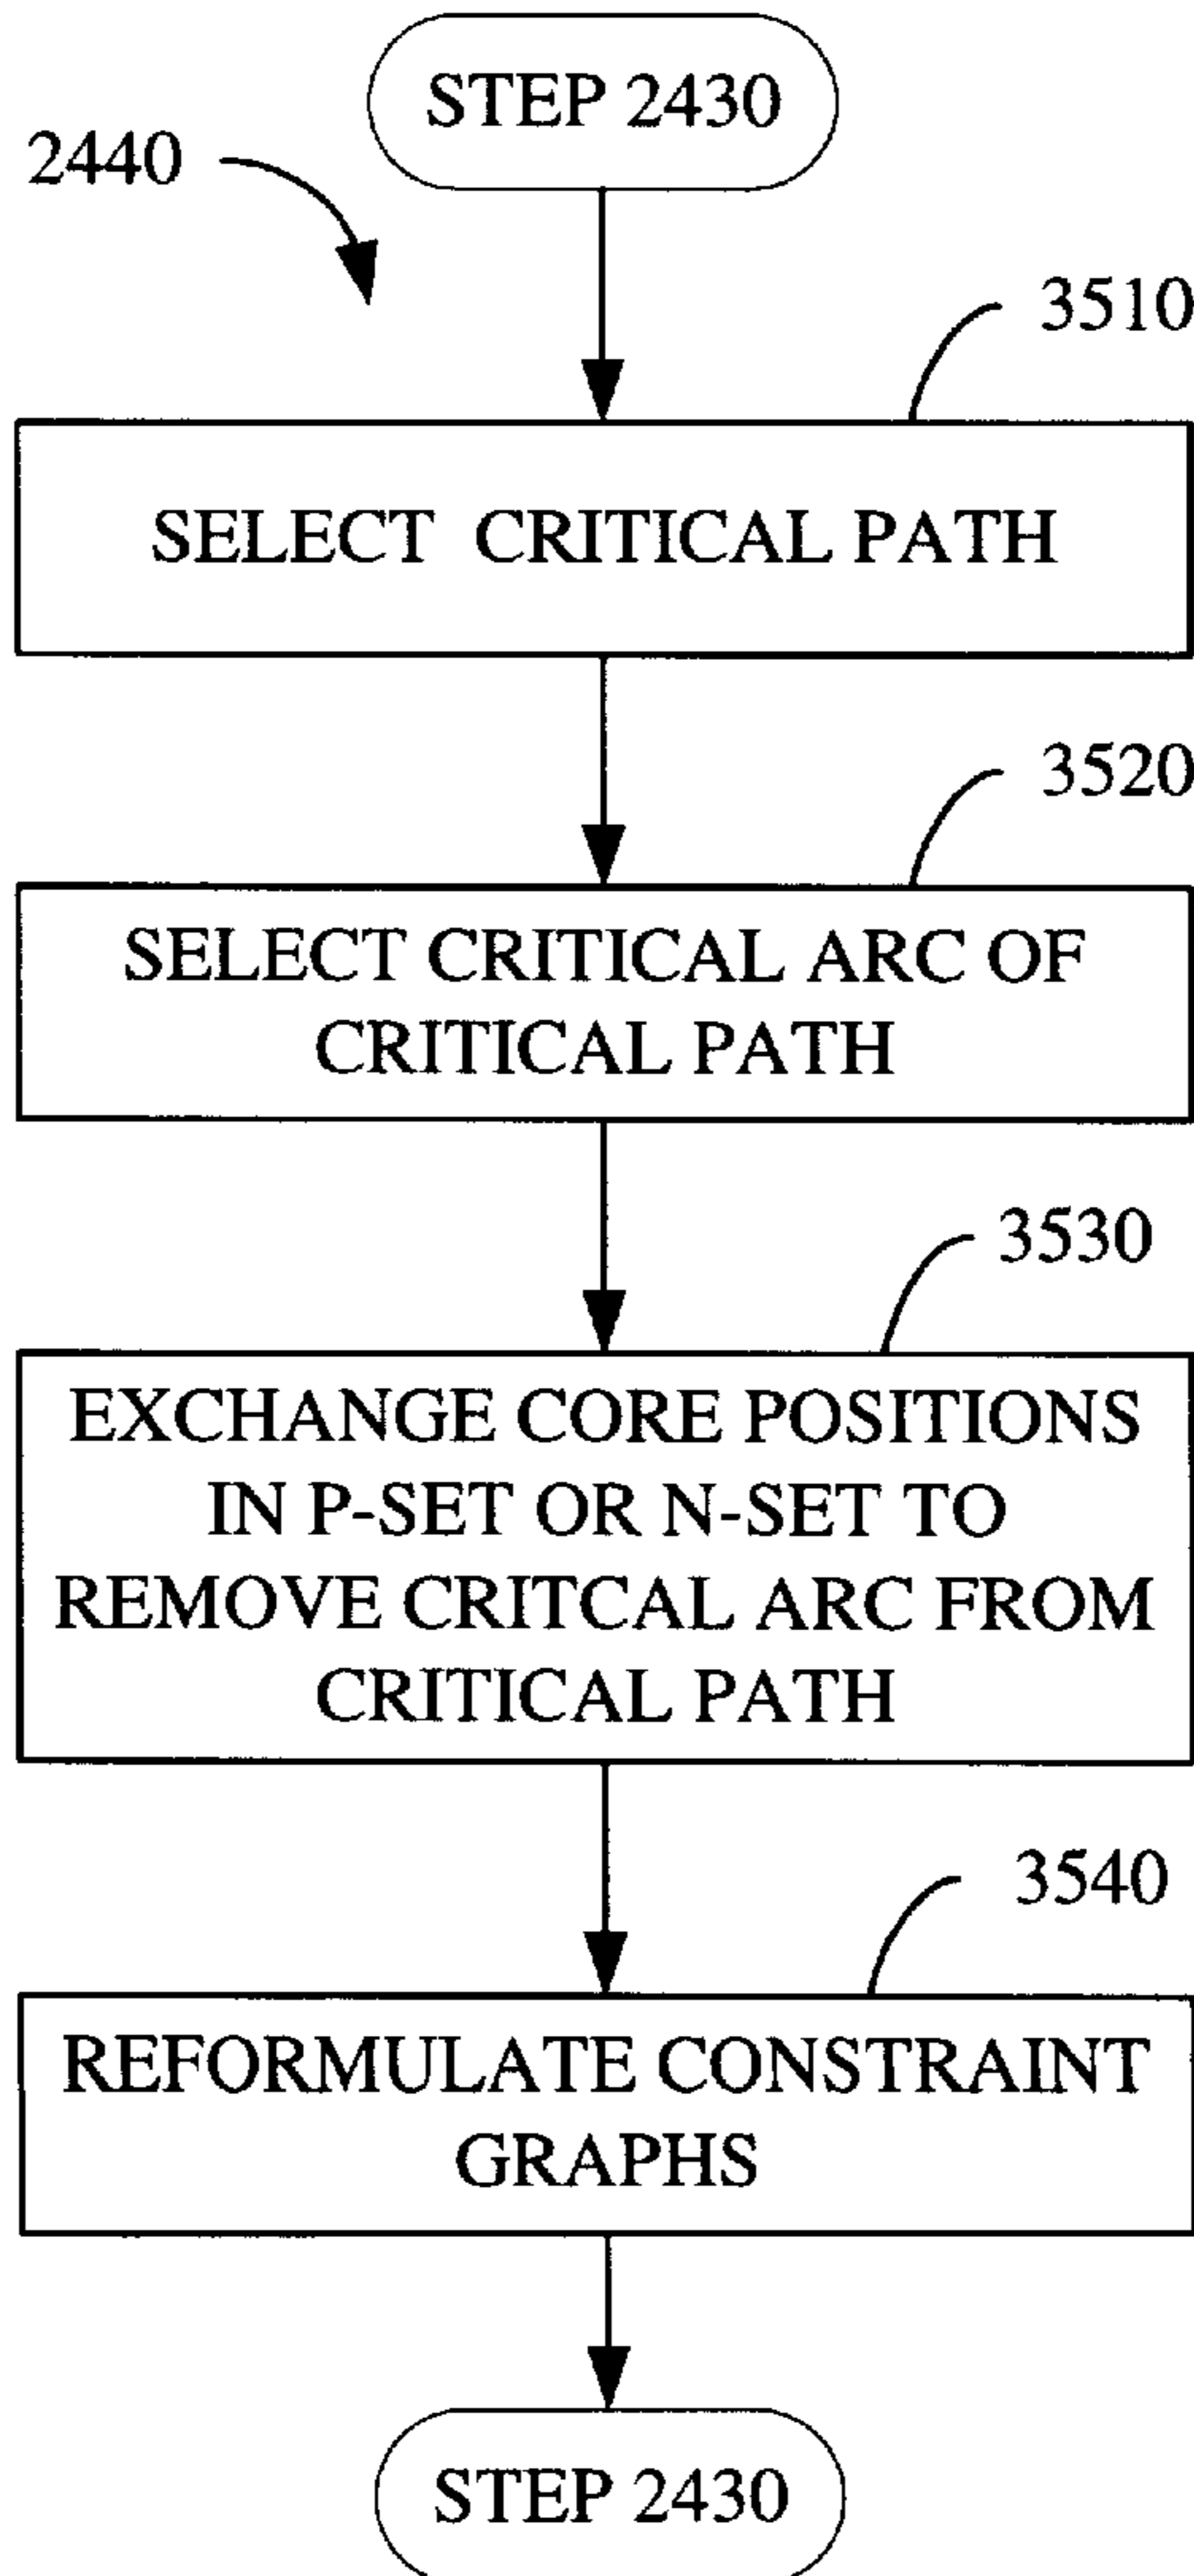 STEP 2430
2440
3510
SELECT CRITICAL PATH
3520
SELECT CRITICAL ARC OF
CRITICAL PATH
3530
EXCHANGE CORE POSITIONS
IN P-SET OR N-SET TO
REMOVE CRITCAL ARC FROM
CRITICAL PATH
3540
REFORMULATE CONSTRAINT
GRAPHS
STEP 2430